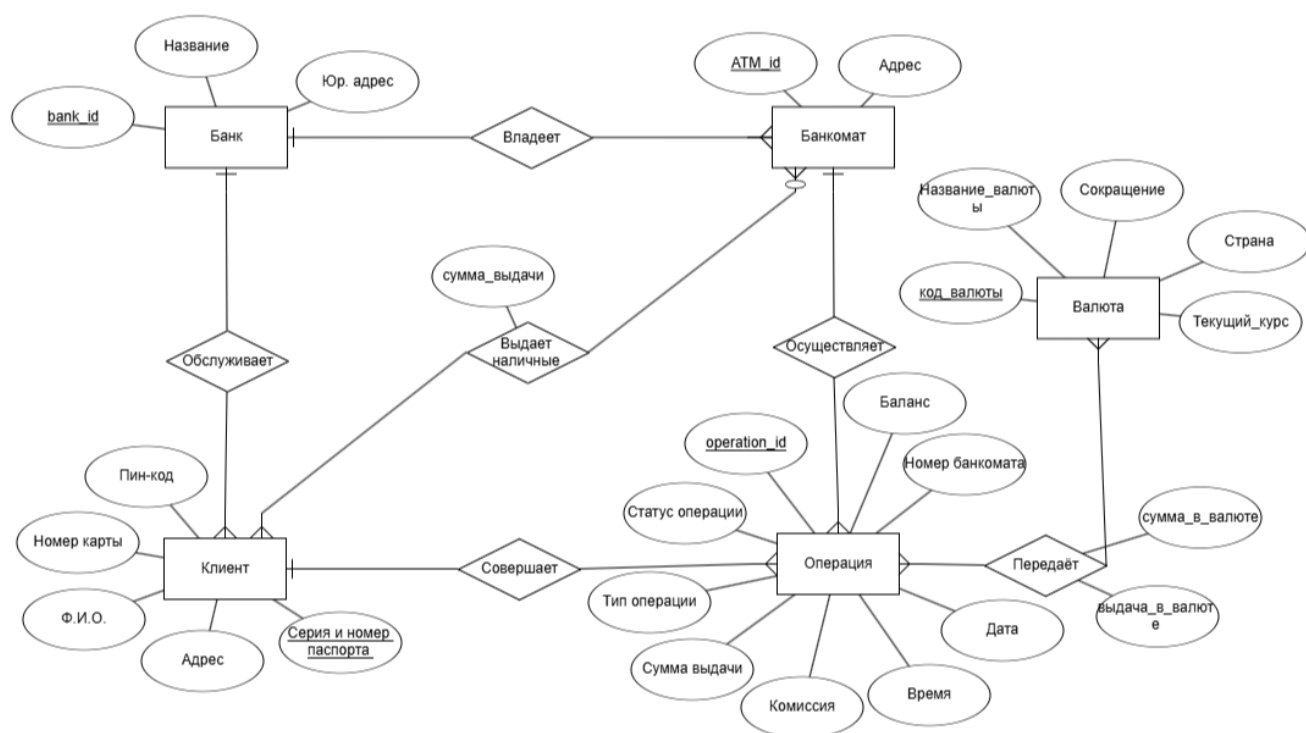 Название
Юр. адрес
bank_id
Банк
Владеет
ATM_id
Адрес
Банкомат
Название_валют
ы
Сокращение
Страна
код_валюты
Валюта
Текущий_курс
сумма_выдачи
Выдает
наличные
Обслуживает
Осуществляет
Баланс
operation_id
Номер банкомата
Пин-код
Статус операции
сумма_в_валюте
Номер карты
Клиент
Совершает
Операция
Передаёт
Тип операции
выдача_в_валют
е
Ф.И.О.
Серия и номер
паспорта
Дата
Адрес
Сумма выдачи
Время
Комиссия